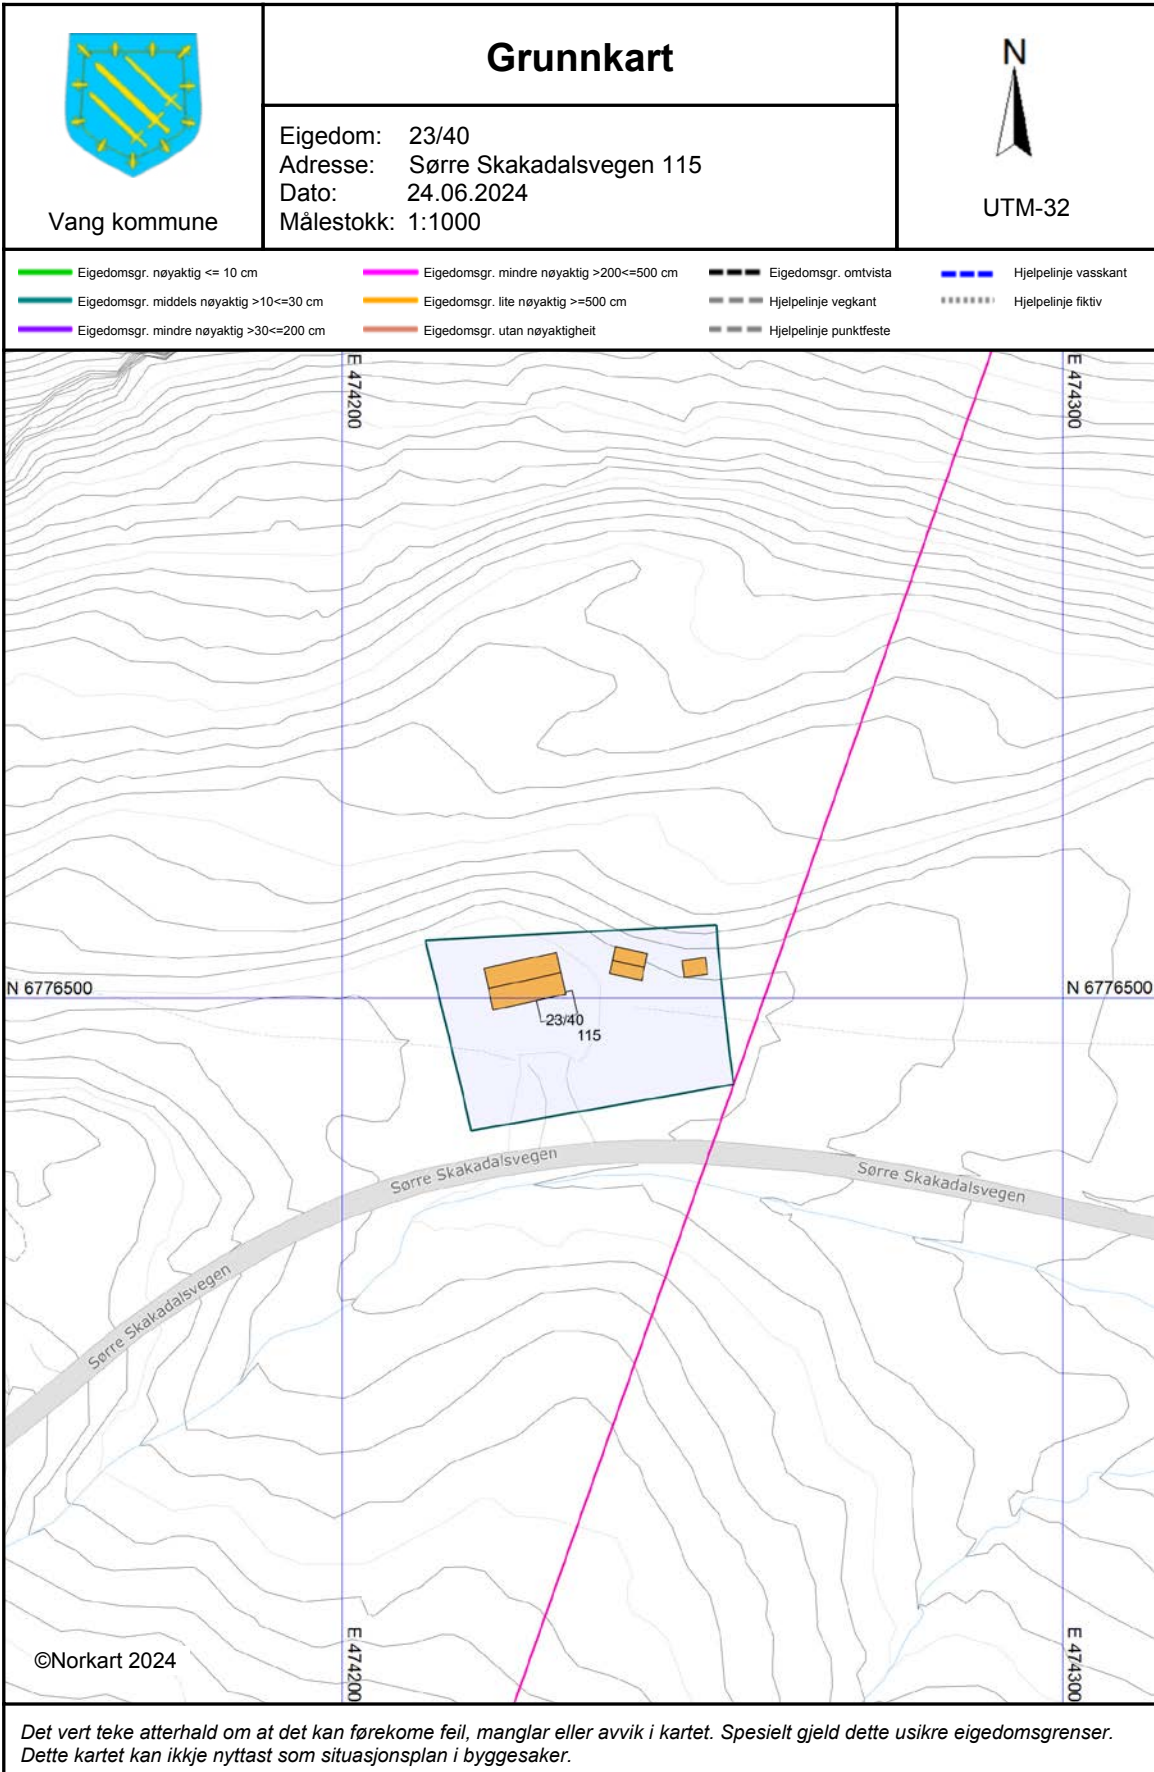 Vang kommune
Grunnkart
Eigedom: 23/40
Adresse: Sørre Skakadalsvegen 115
Dato: 24.06.2024
Målestokk: 1:1000
N
UTM-32
Eigedomsgr. nøyaktig <= 10 cm
Eigedomsgr. middels nøyaktig >10<=30 cm
Eigedomsgr. mindre nøyaktig >30<=200 cm
Eigedomsgr. mindre nøyaktig >200<=500 cm
Eigedomsgr. lite nøyaktig >=500 cm
Eigedomsgr. utan nøyaktigheit
Eigedomsgr. omtvista
Hjelpelinje vegkant
Hjelpelinje punktfeste
Hjelpelinje vasskant
Hjelpelinje fiktiv
E 474200
E 474300
N 6776500
N 6776500
23/40
115
Sørre Skakadalsvegen
Sørre Skakadalsvegen
Sørre Skakadalsvegen
E 474200
E 474300
©Norkart 2024
Det vert teke atterhald om at det kan førekome feil, manglar eller avvik i kartet. Spesielt gjeld dette usikre eigedomsgrenser.
Dette kartet kan ikkje nyttast som situasjonsplan i byggesaker.